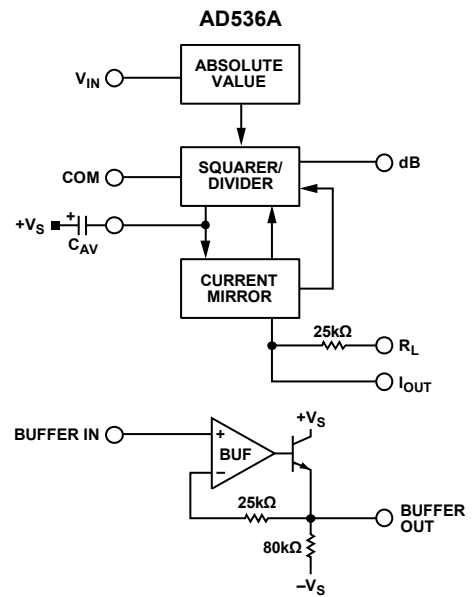 AD536A
ABSOLUTE
VALUE
V_IN
SQUARER/
DIVIDER
COM
dB
+V_S
+
C_AV
CURRENT
MIRROR
25kΩ
R_L
I_OUT
+V_S
BUFFER IN
+
BUF
−
25kΩ
BUFFER
OUT
80kΩ
−V_S